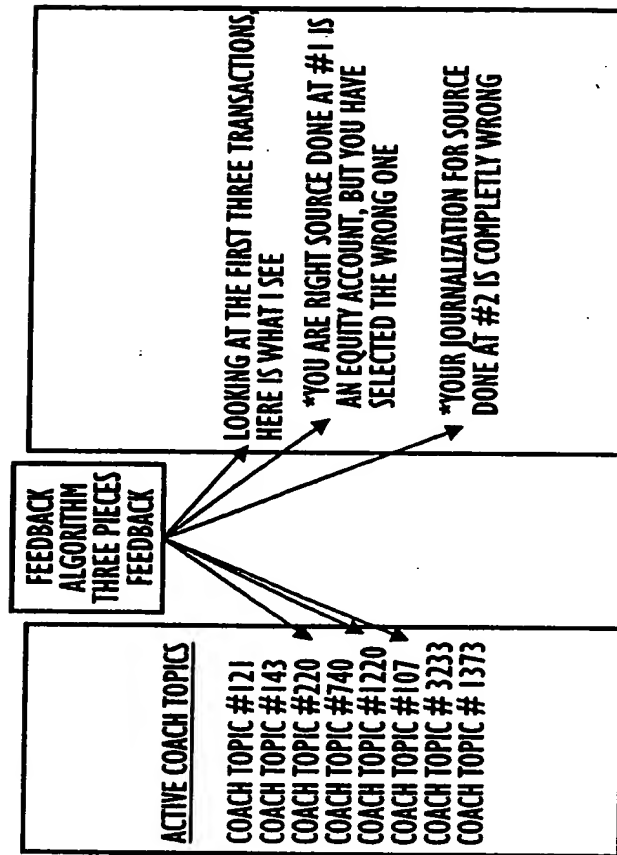 ACTIVE COACH TOPICS
COACH TOPIC #121
COACH TOPIC #143
COACH TOPIC #220
COACH TOPIC #740
COACH TOPIC #1220
COACH TOPIC #107
COACH TOPIC # 3233
COACH TOPIC # 1373
FEEDBACK
ALGORITHM
THREE PIECES
FEEDBACK
LOOKING AT THE FIRST THREE TRANSACTIONS,
HERE IS WHAT I SEE
*YOU ARE RIGHT SOURCE DONE AT #1 IS
AN EQUITY ACCOUNT, BUT YOU HAVE
SELECTED THE WRONG ONE
*YOUR JOURNALIZATION FOR SOURCE
DONE AT #2 IS COMPLETLY WRONG